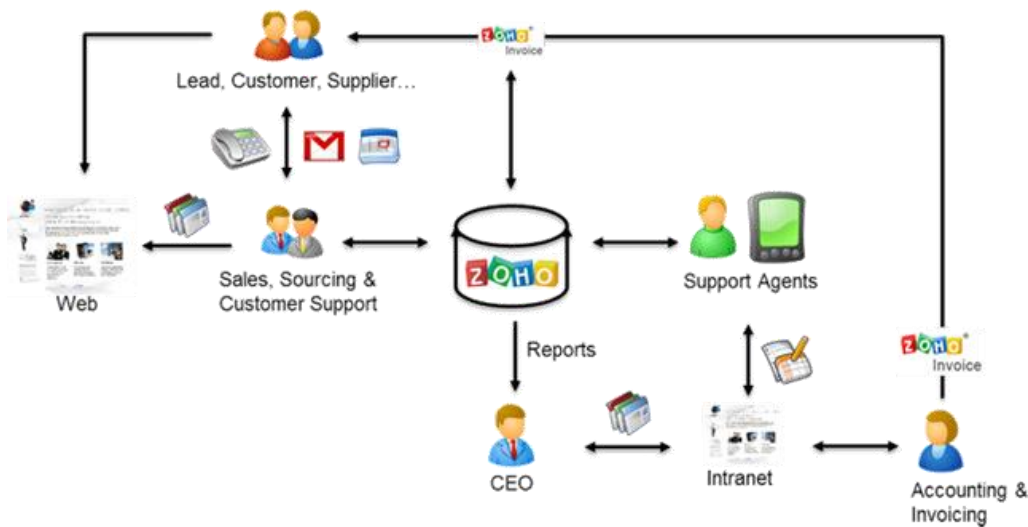 ZOHO
Invoice
Lead, Customer, Supplier...
Web
Sales, Sourcing &
Customer Support
ZOHO
Support Agents
Reports
ZOHO
Invoice
CEO
Intranet
Accounting &
Invoicing